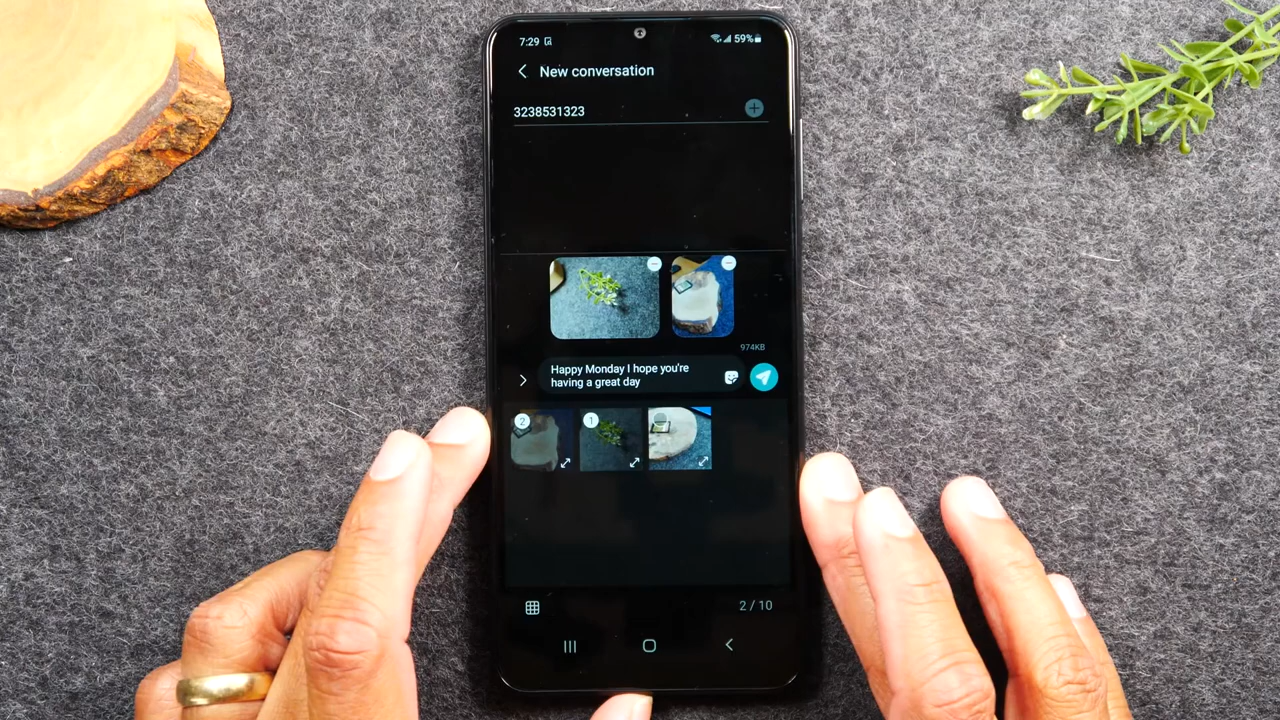 7:29
59%
New conversation
3238531323
974KB
Happy Monday I hope you're
having a great day
2
1
2 / 10